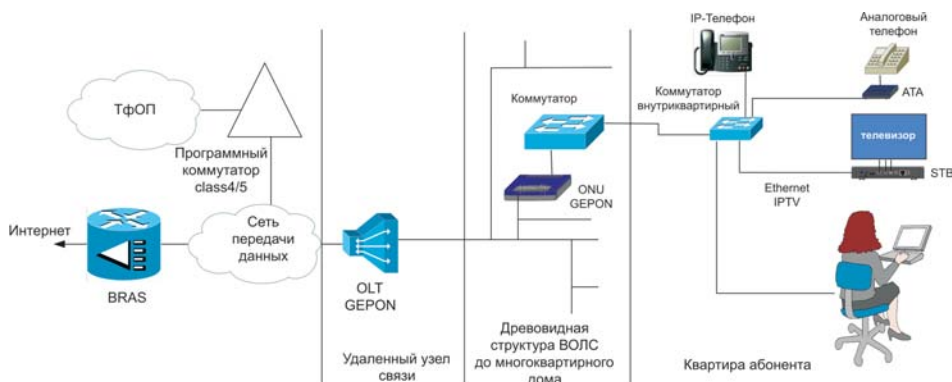 IP-Телефон
Аналоговый
телефон
ТфОП
Коммутатор
Коммутатор
внутриквартирный
ATA
Программный
коммутатор
class4/5
телевизор
STB
ONU
GEPON
Ethernet
IPTV
Интернет
Сеть
передачи
данных
BRAS
OLT
GEPON
Удаленный узел
связи
Древовидная
структура ВОЛС
до многоквартирного
дома
Квартира абонента